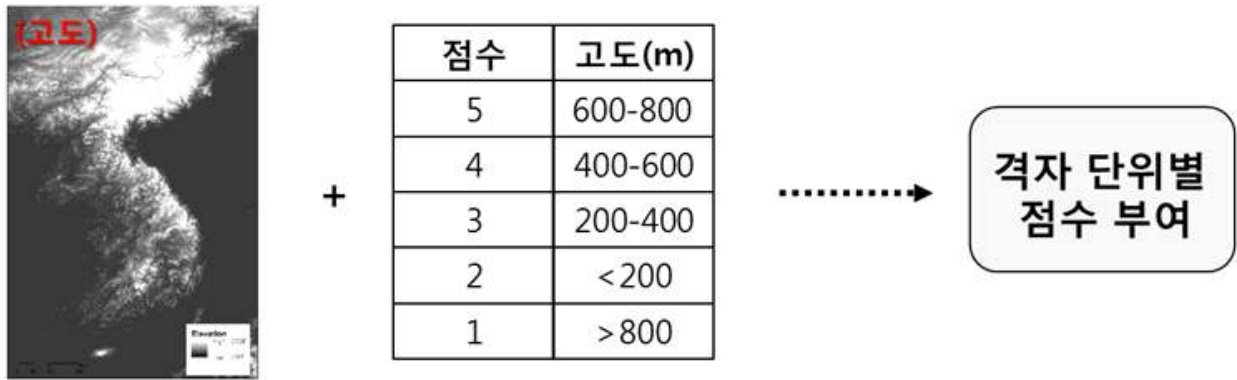 (고도)
Elevation
+
점수 고도(m)
5 600-800
4 400-600
3 200-400
2 <200
1 >800
격자 단위별
점수 부여